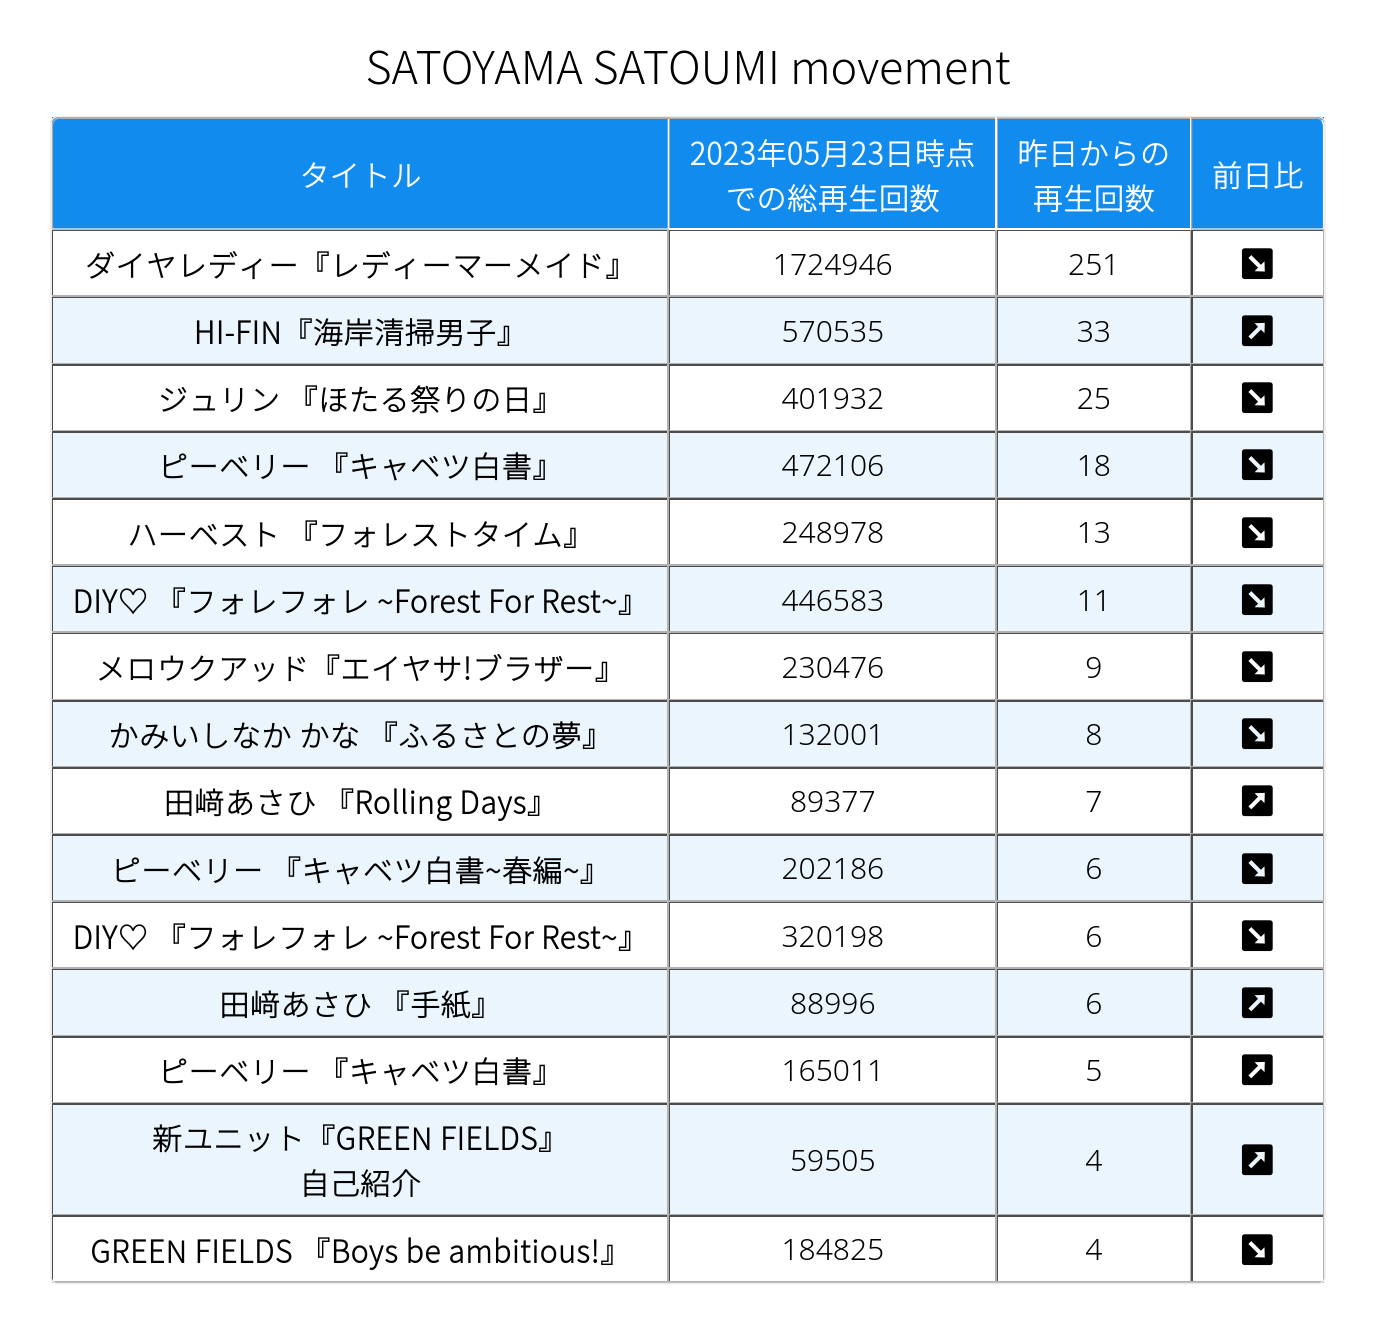 SATOYAMA SATOUMI movement
タイトル
2023年05月23日時点
での総再生回数
昨日からの
再生回数
前日比
ダイヤレディー『レディーマーメイド』 1724946 251 ↘
HI-FIN『海岸清掃男子』 570535 33 ↗
ジュリン 『ほたる祭りの日』 401932 25 ↘
ピーベリー 『キャベツ白書』 472106 18 ↘
ハーベスト 『フォレストタイム』 248978 13 ↘
DIY♡ 『フォレフォレ ~Forest For Rest~』 446583 11 ↘
メロウクアッド『エイヤサ!ブラザー』 230476 9 ↘
かみいしなか かな 『ふるさとの夢』 132001 8 ↘
田﨑あさひ 『Rolling Days』 89377 7 ↗
ピーベリー 『キャベツ白書~春編~』 202186 6 ↘
DIY♡ 『フォレフォレ ~Forest For Rest~』 320198 6 ↘
田﨑あさひ 『手紙』 88996 6 ↗
ピーベリー 『キャベツ白書』 165011 5 ↗
新ユニット『GREEN FIELDS』
自己紹介 59505 4 ↗
GREEN FIELDS 『Boys be ambitious!』 184825 4 ↘